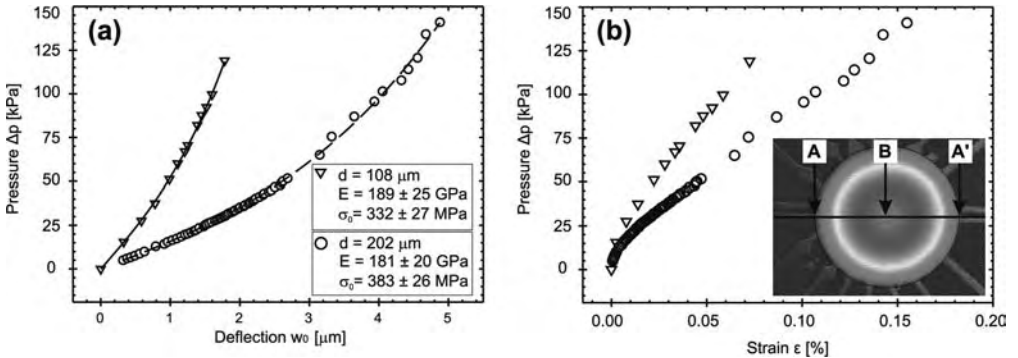 (a)
Pressure Δp [kPa]
150
125
100
75
50
25
0
0 1 2 3 4 5
Deflection w₀ [μm]
d = 108 μm
E = 189 ± 25 GPa
σ₀= 332 ± 27 MPa
d = 202 μm
E = 181 ± 20 GPa
σ₀= 383 ± 26 MPa
(b)
Pressure Δp [kPa]
150
125
100
75
50
25
0
0.00 0.05 0.10 0.15 0.20
Strain ε [%]
A B A'